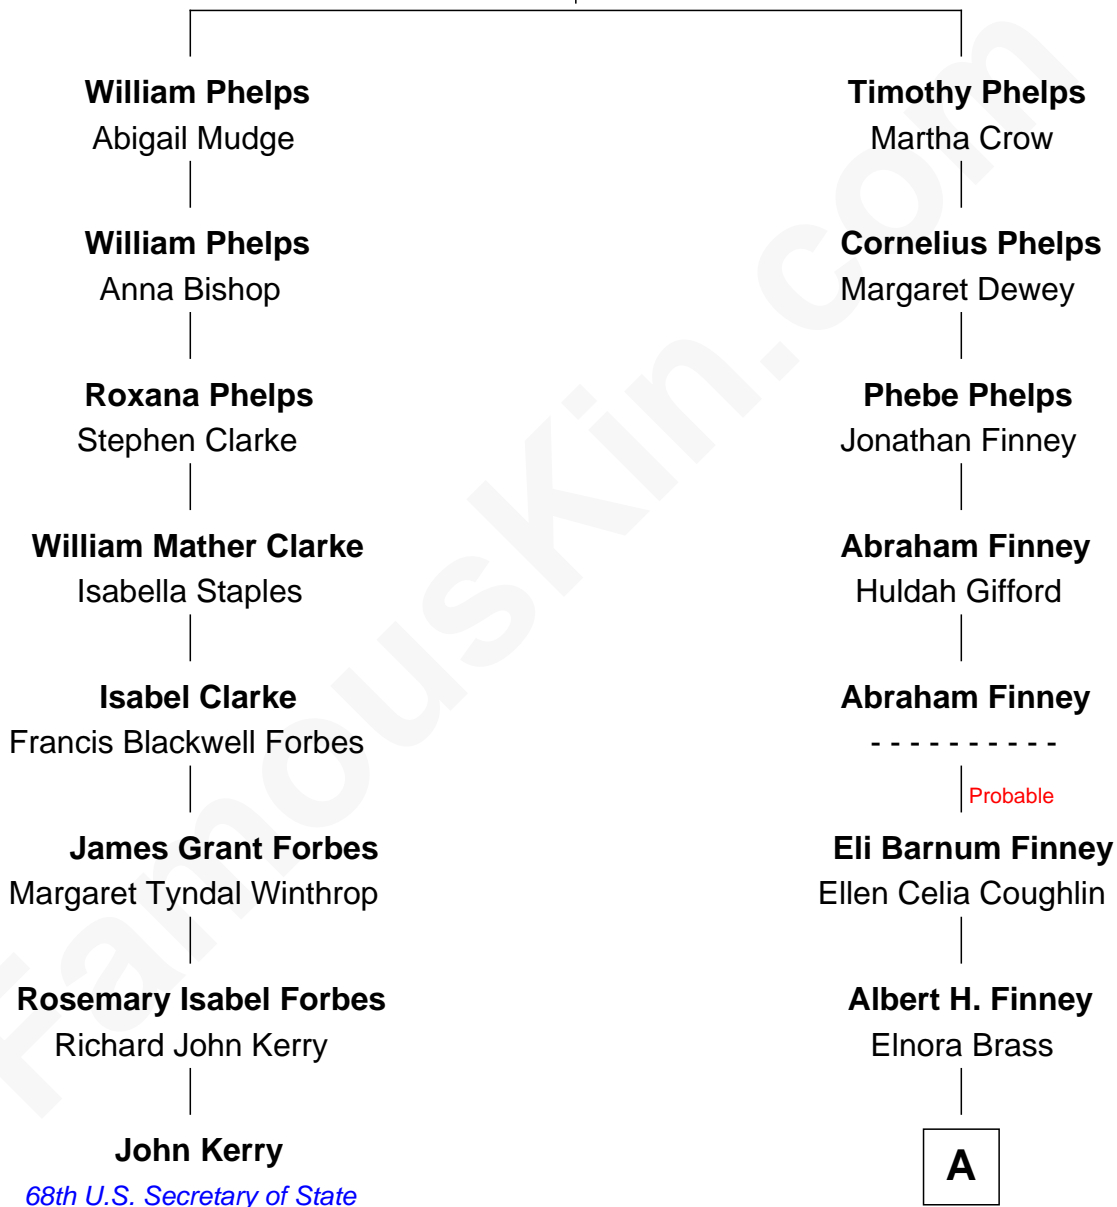 William Phelps
Abigail Mudge
Timothy Phelps
Martha Crow
William Phelps
Anna Bishop
Cornelius Phelps
Margaret Dewey
Roxana Phelps
Stephen Clarke
Phebe Phelps
Jonathan Finney
William Mather Clarke
Isabella Staples
Abraham Finney
Huldah Gifford
Isabel Clarke
Francis Blackwell Forbes
Abraham Finney
- - - - - - - - - -
Probable
James Grant Forbes
Margaret Tyndal Winthrop
Eli Barnum Finney
Ellen Celia Coughlin
Rosemary Isabel Forbes
Richard John Kerry
Albert H. Finney
Elnora Brass
John Kerry
68th U.S. Secretary of State
A
FamousKin.com